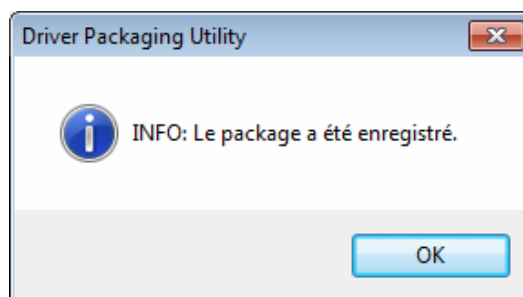 Driver Packaging Utility
INFO: Le package a été enregistré.
OK